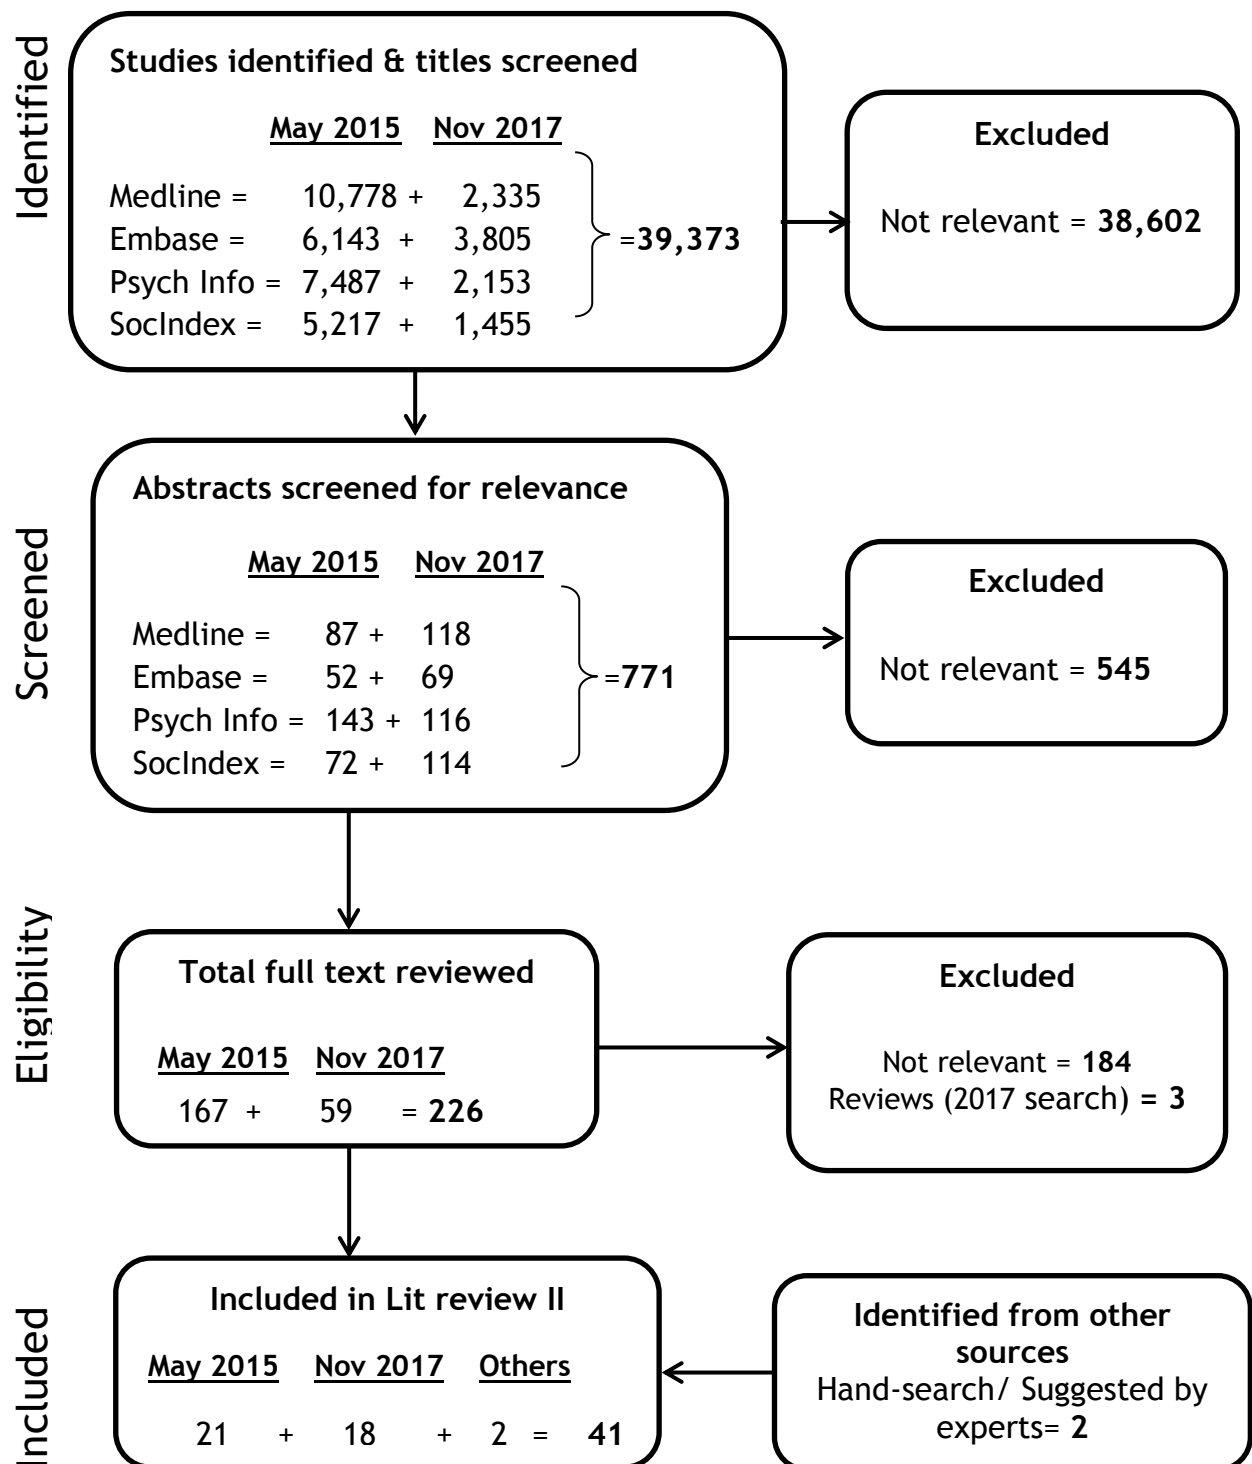 Identified
Studies identified & titles screened
May 2015 Nov 2017
Medline = 10,778 + 2,335
Embase = 6,143 + 3,805
Psych Info = 7,487 + 2,153
SocIndex = 5,217 + 1,455
=39,373
Excluded
Not relevant = 38,602
Screened
Abstracts screened for relevance
May 2015 Nov 2017
Medline = 87 + 118
Embase = 52 + 69
Psych Info = 143 + 116
SocIndex = 72 + 114
=771
Excluded
Not relevant = 545
Eligibility
Total full text reviewed
May 2015 Nov 2017
167 + 59 = 226
Excluded
Not relevant = 184
Reviews (2017 search) = 3
Included
Included in Lit review II
May 2015 Nov 2017 Others
21 + 18 + 2 = 41
Identified from other
sources
Hand-search/ Suggested by
experts= 2